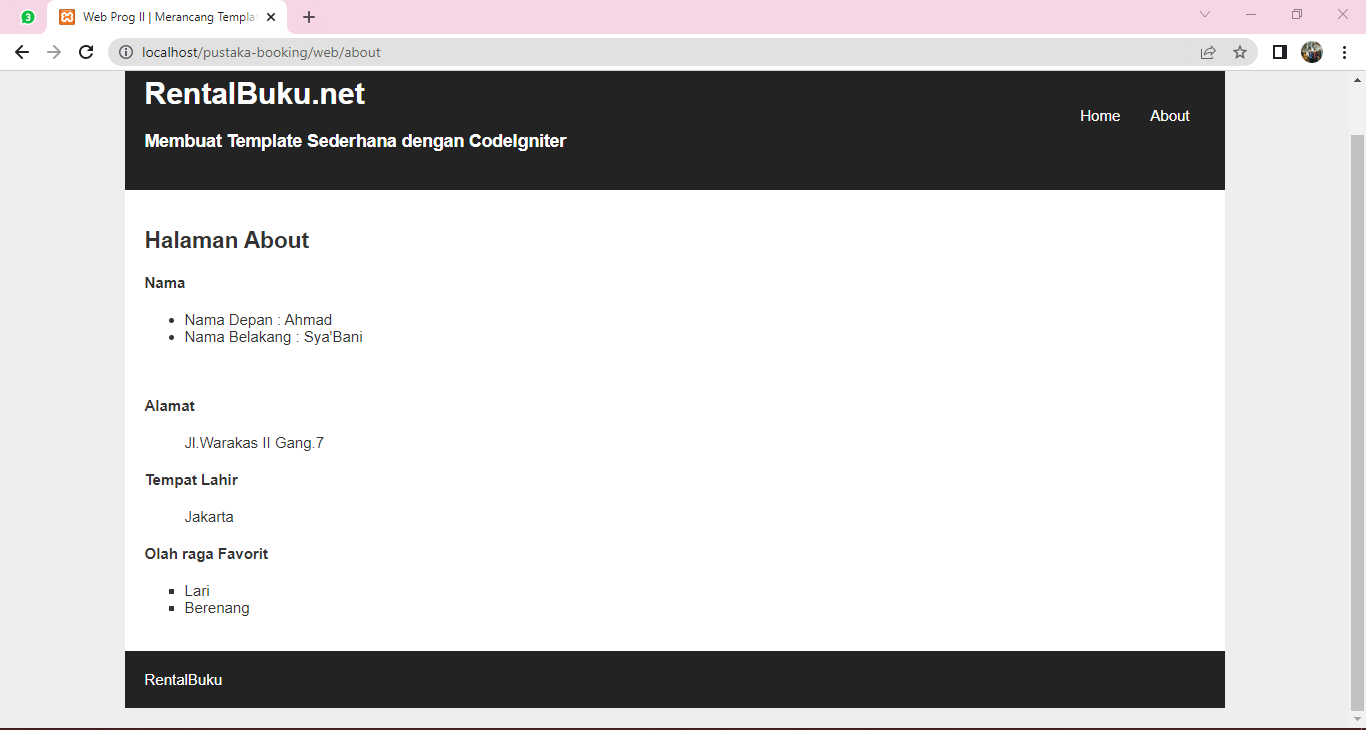 3
Web Prog II | Merancang Templa
localhost/pustaka-booking/web/about
RentalBuku.net
Home
About
Membuat Template Sederhana dengan CodeIgniter
Halaman About
Nama
Nama Depan : Ahmad
Nama Belakang : Sya'Bani
Alamat
Jl.Warakas II Gang.7
Tempat Lahir
Jakarta
Olah raga Favorit
Lari
Berenang
RentalBuku